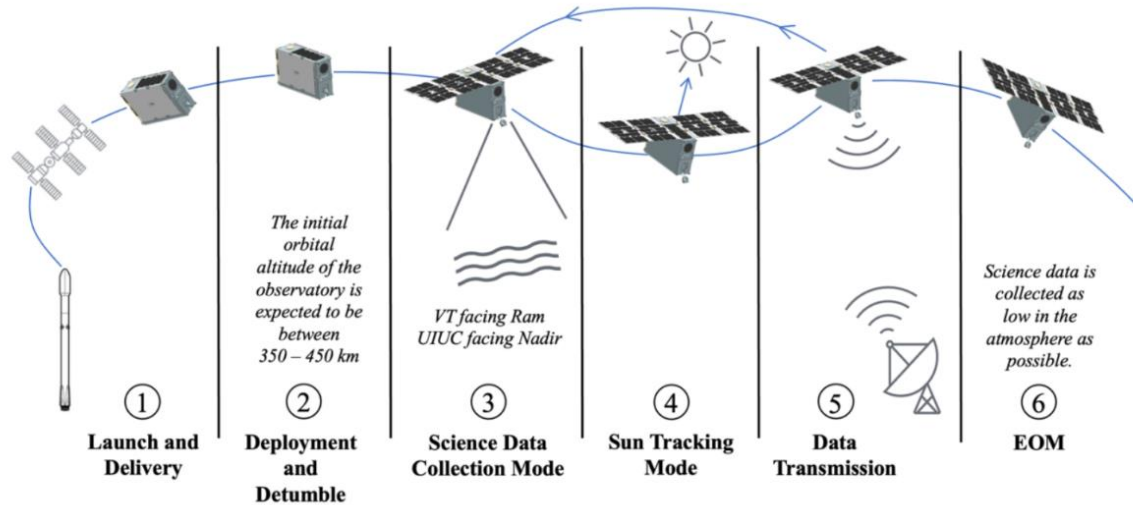 The initial
orbital
altitude of the
observatory is
expected to be
between
350 – 450 km
VT facing Ram
UIUC facing Nadir
Science data is
collected as
low in the
atmosphere as
possible.
1
Launch and
Delivery
2
Deployment
and
Detumble
3
Science Data
Collection Mode
4
Sun Tracking
Mode
5
Data
Transmission
6
EOM